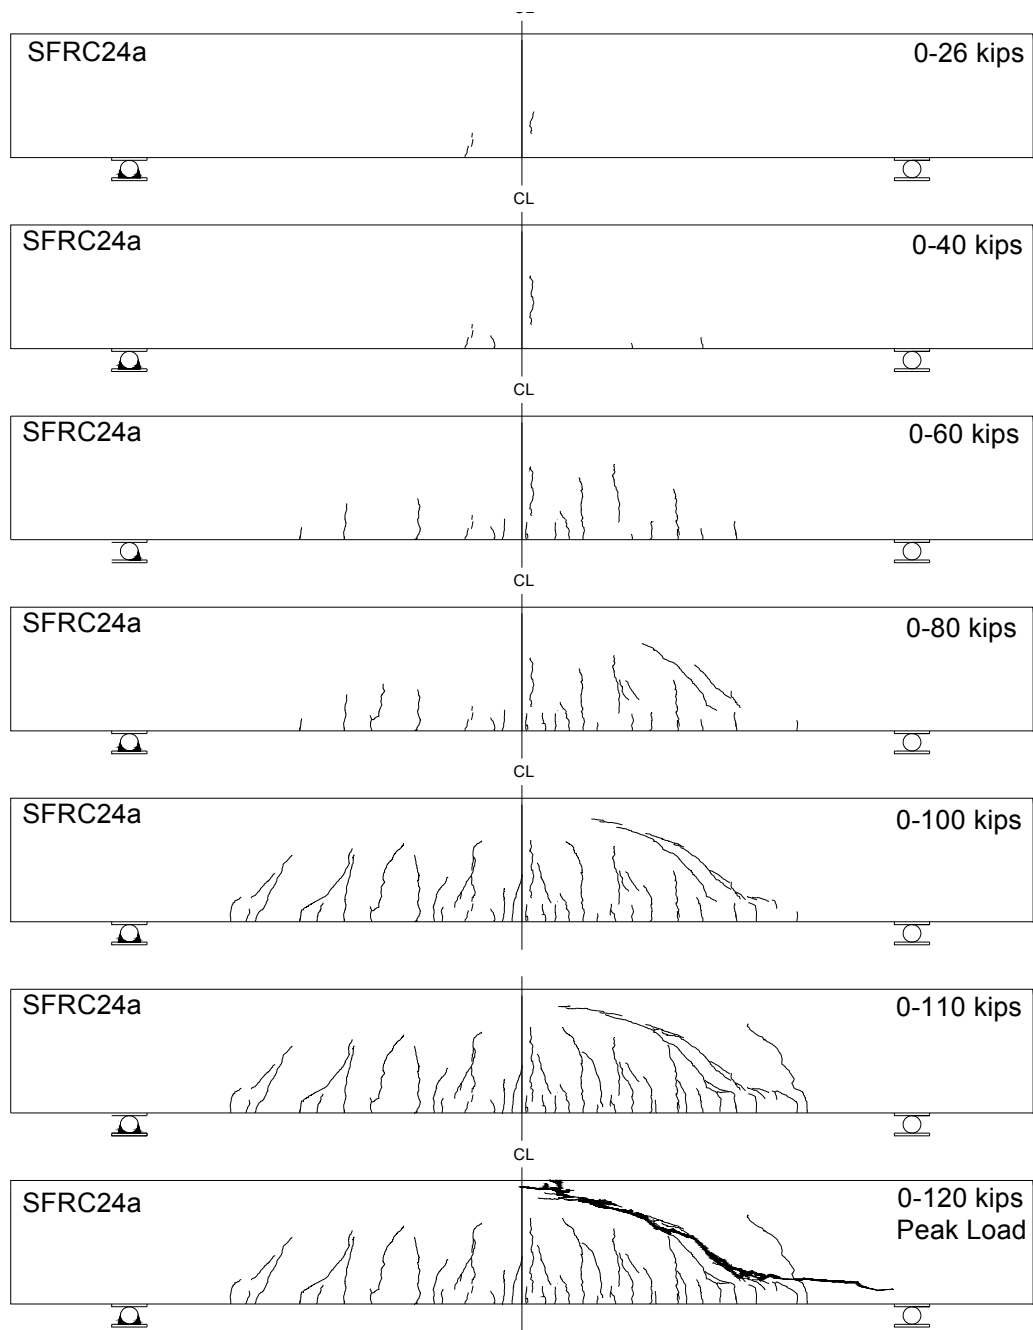 SFRC24a
0-26 kips
CL
SFRC24a
0-40 kips
CL
SFRC24a
0-60 kips
CL
SFRC24a
0-80 kips
CL
SFRC24a
0-100 kips
SFRC24a
0-110 kips
CL
SFRC24a
0-120 kips
Peak Load